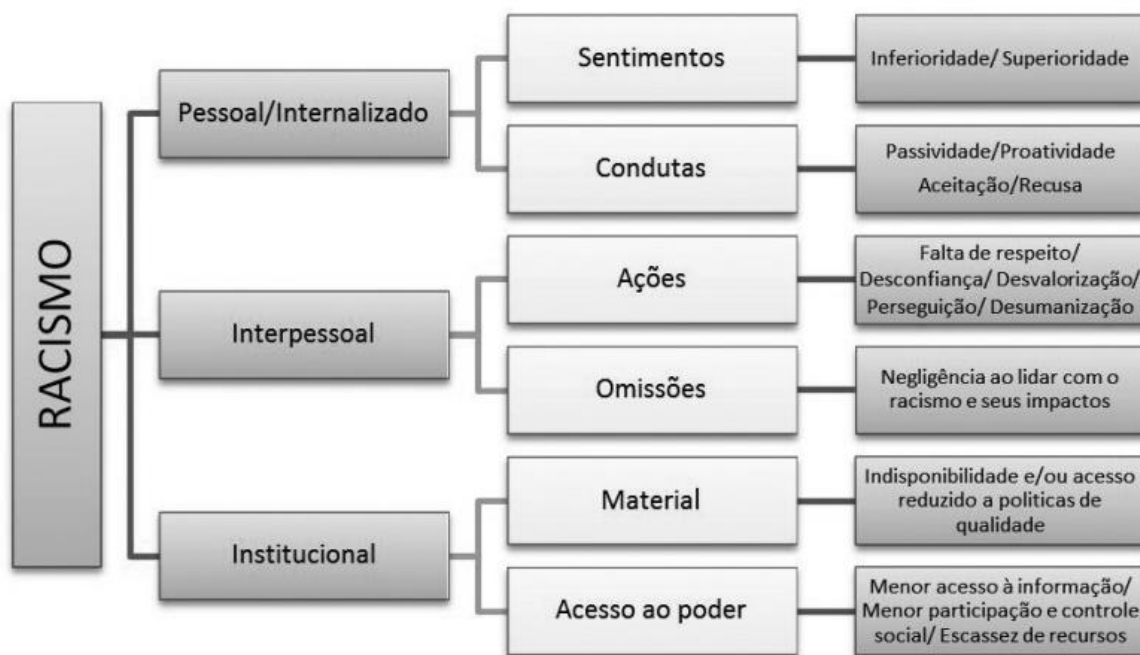 RACISMO
Pessoal/Internalizado
Sentimentos
Inferioridade/ Superioridade
Condutas
Passividade/Proatividade
Aceitação/Recusa
Interpessoal
Ações
Falta de respeito/
Desconfiança/ Desvalorização/
Perseguição/ Desumanização
Omissões
Negligência ao lidar com o
racismo e seus impactos
Institucional
Material
Indisponibilidade e/ou acesso
reduzido a politicas de
qualidade
Acesso ao poder
Menor acesso à informação/
Menor participação e controle
social/ Escassez de recursos